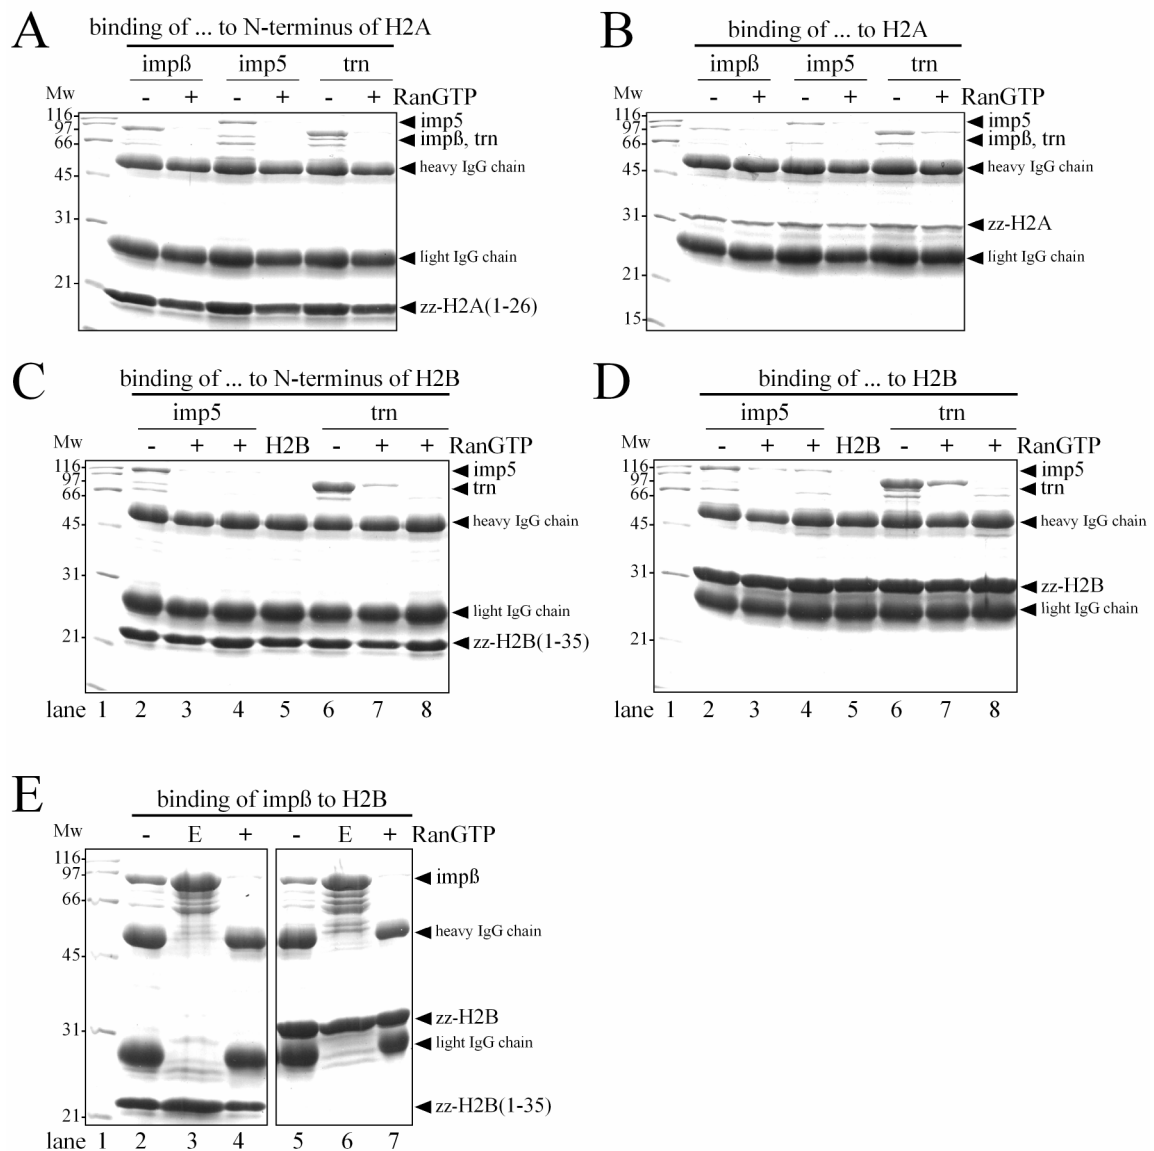 A
binding of ... to N-terminus of H2A
impß imp5 trn
Mw - + - + - + RanGTP
116
97
66
45
31
21
imp5
impß, trn
heavy IgG chain
light IgG chain
zz-H2A(1-26)
B
binding of ... to H2A
impß imp5 trn
Mw - + - + - + RanGTP
116
97
66
45
31
21
15
imp5
impß, trn
heavy IgG chain
zz-H2A
light IgG chain
C
binding of ... to N-terminus of H2B
imp5 trn
Mw - + + H2B - + + RanGTP
116
97
66
45
31
21
imp5
trn
heavy IgG chain
light IgG chain
zz-H2B(1-35)
lane 1 2 3 4 5 6 7 8
D
binding of ... to H2B
imp5 trn
Mw - + + H2B - + + RanGTP
116
97
66
45
31
21
imp5
trn
heavy IgG chain
zz-H2B
light IgG chain
lane 1 2 3 4 5 6 7 8
E
binding of impß to H2B
Mw - E + - E + RanGTP
116
97
66
45
31
21
impß
heavy IgG chain
zz-H2B
light IgG chain
zz-H2B(1-35)
lane 1 2 3 4 5 6 7